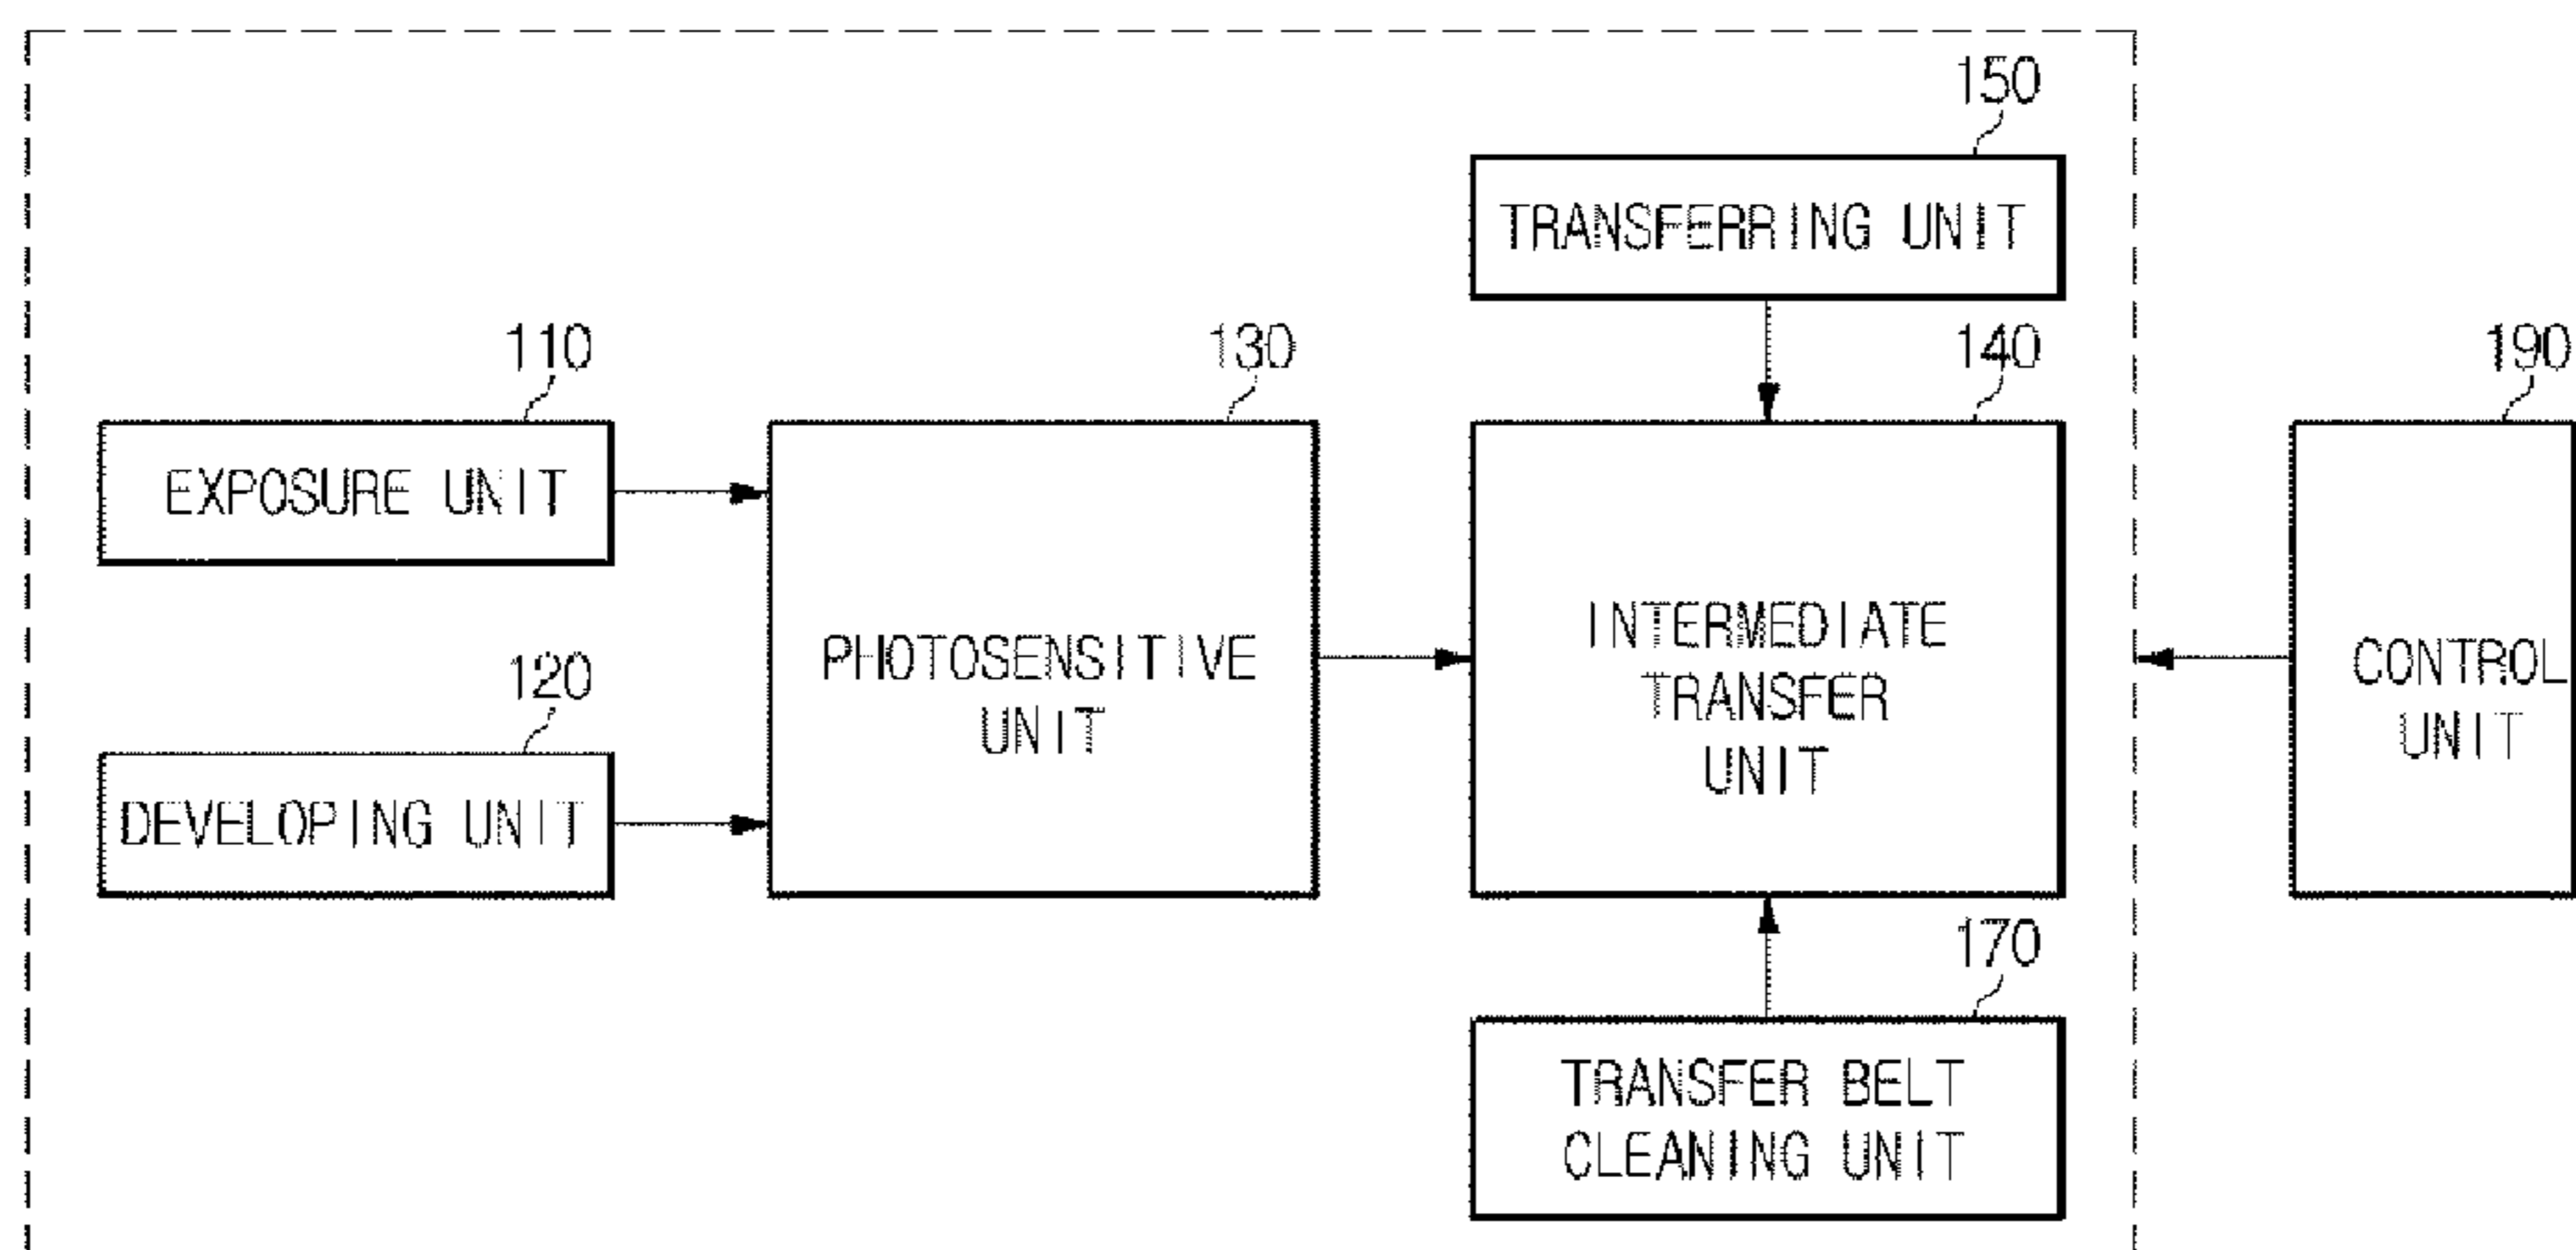 150
TRANSFERRING UNIT
110
130
140
190
EXPOSURE UNIT
PHOTOSENSITIVE
UNIT
INTERMEDIATE
TRANSFER
UNIT
CONTROL
UNIT
120
DEVELOPING UNIT
170
TRANSFER BELT
CLEANING UNIT